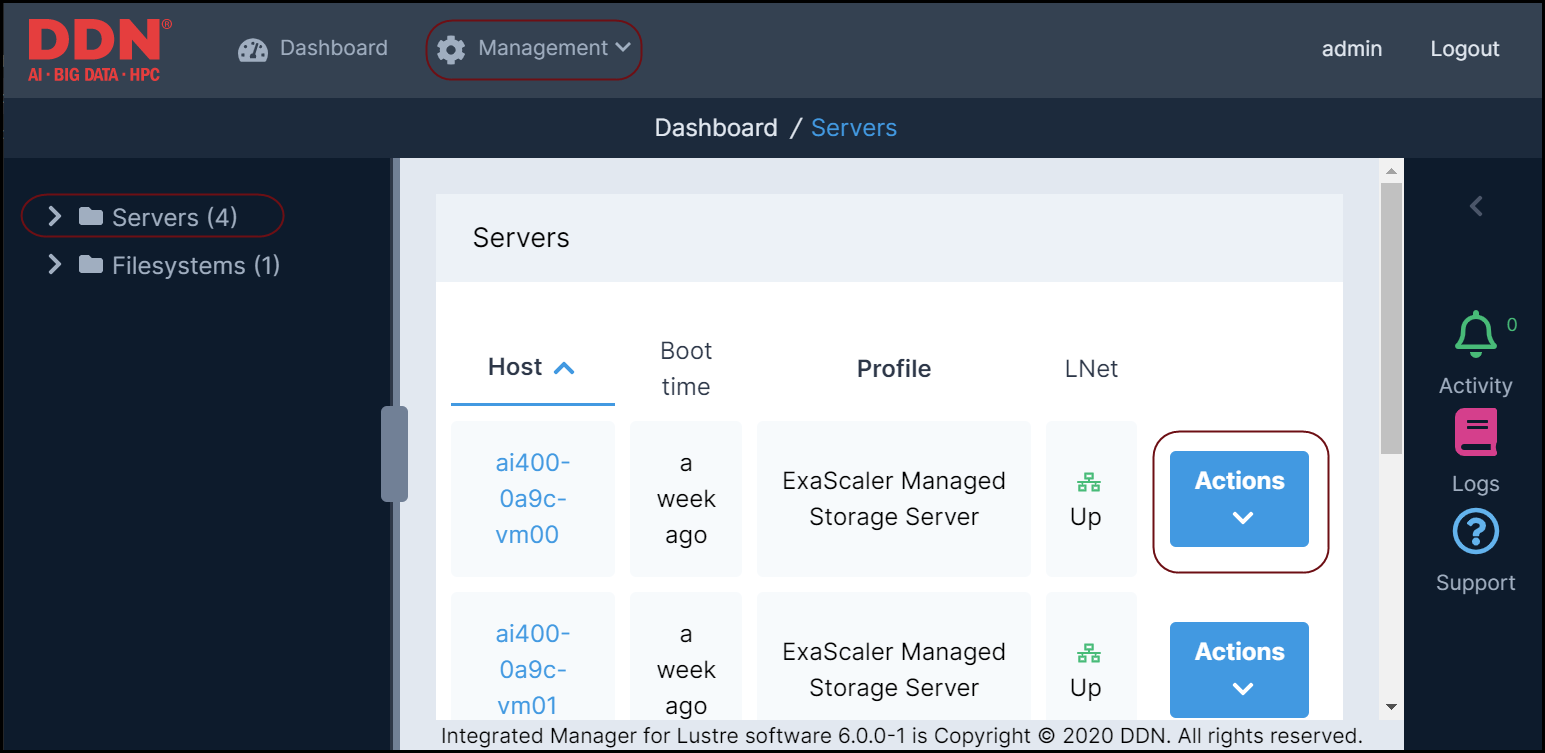 DDN®
AI · BIG DATA · HPC
Dashboard
Management
admin
Logout
Dashboard / Servers
Servers (4)
Filesystems (1)
Servers
Host
Boot
time
Profile
LNet
ai400-
0a9c-
vm00
a
week
ago
ExaScaler Managed
Storage Server
Up
Actions
ai400-
0a9c-
vm01
a
week
ago
ExaScaler Managed
Storage Server
Up
Actions
0
Activity
Logs
?
Support
Integrated Manager for Lustre software 6.0.0-1 is Copyright © 2020 DDN. All rights reserved.